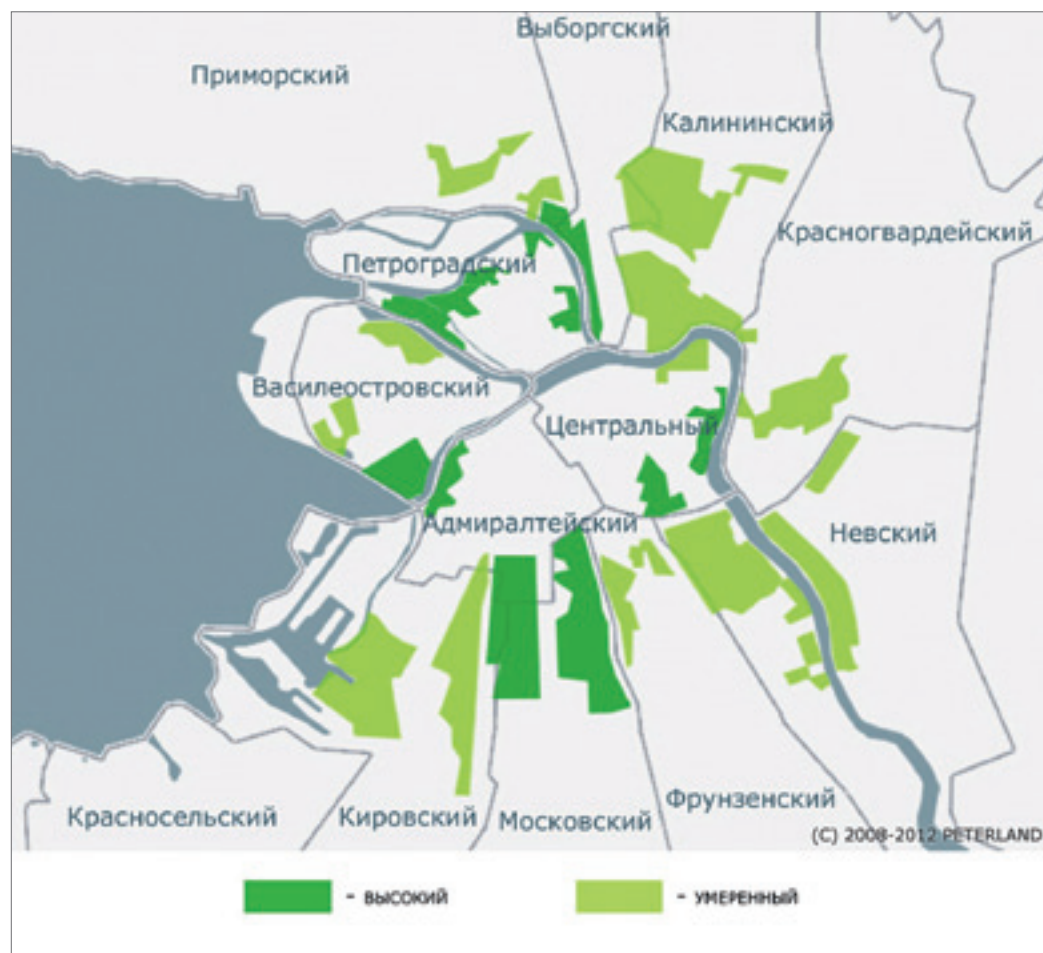 Выборгский
Приморский
Калининский
Красногвардейский
Петроградский
Василеостровский
Центральный
Адмиралтейский
Невский
Фрунзенский
Красносельский
Кировский
Московский
(C) 2008-2012 PETERLAND
- ВЫСОКИЙ
- УМЕРЕННЫЙ